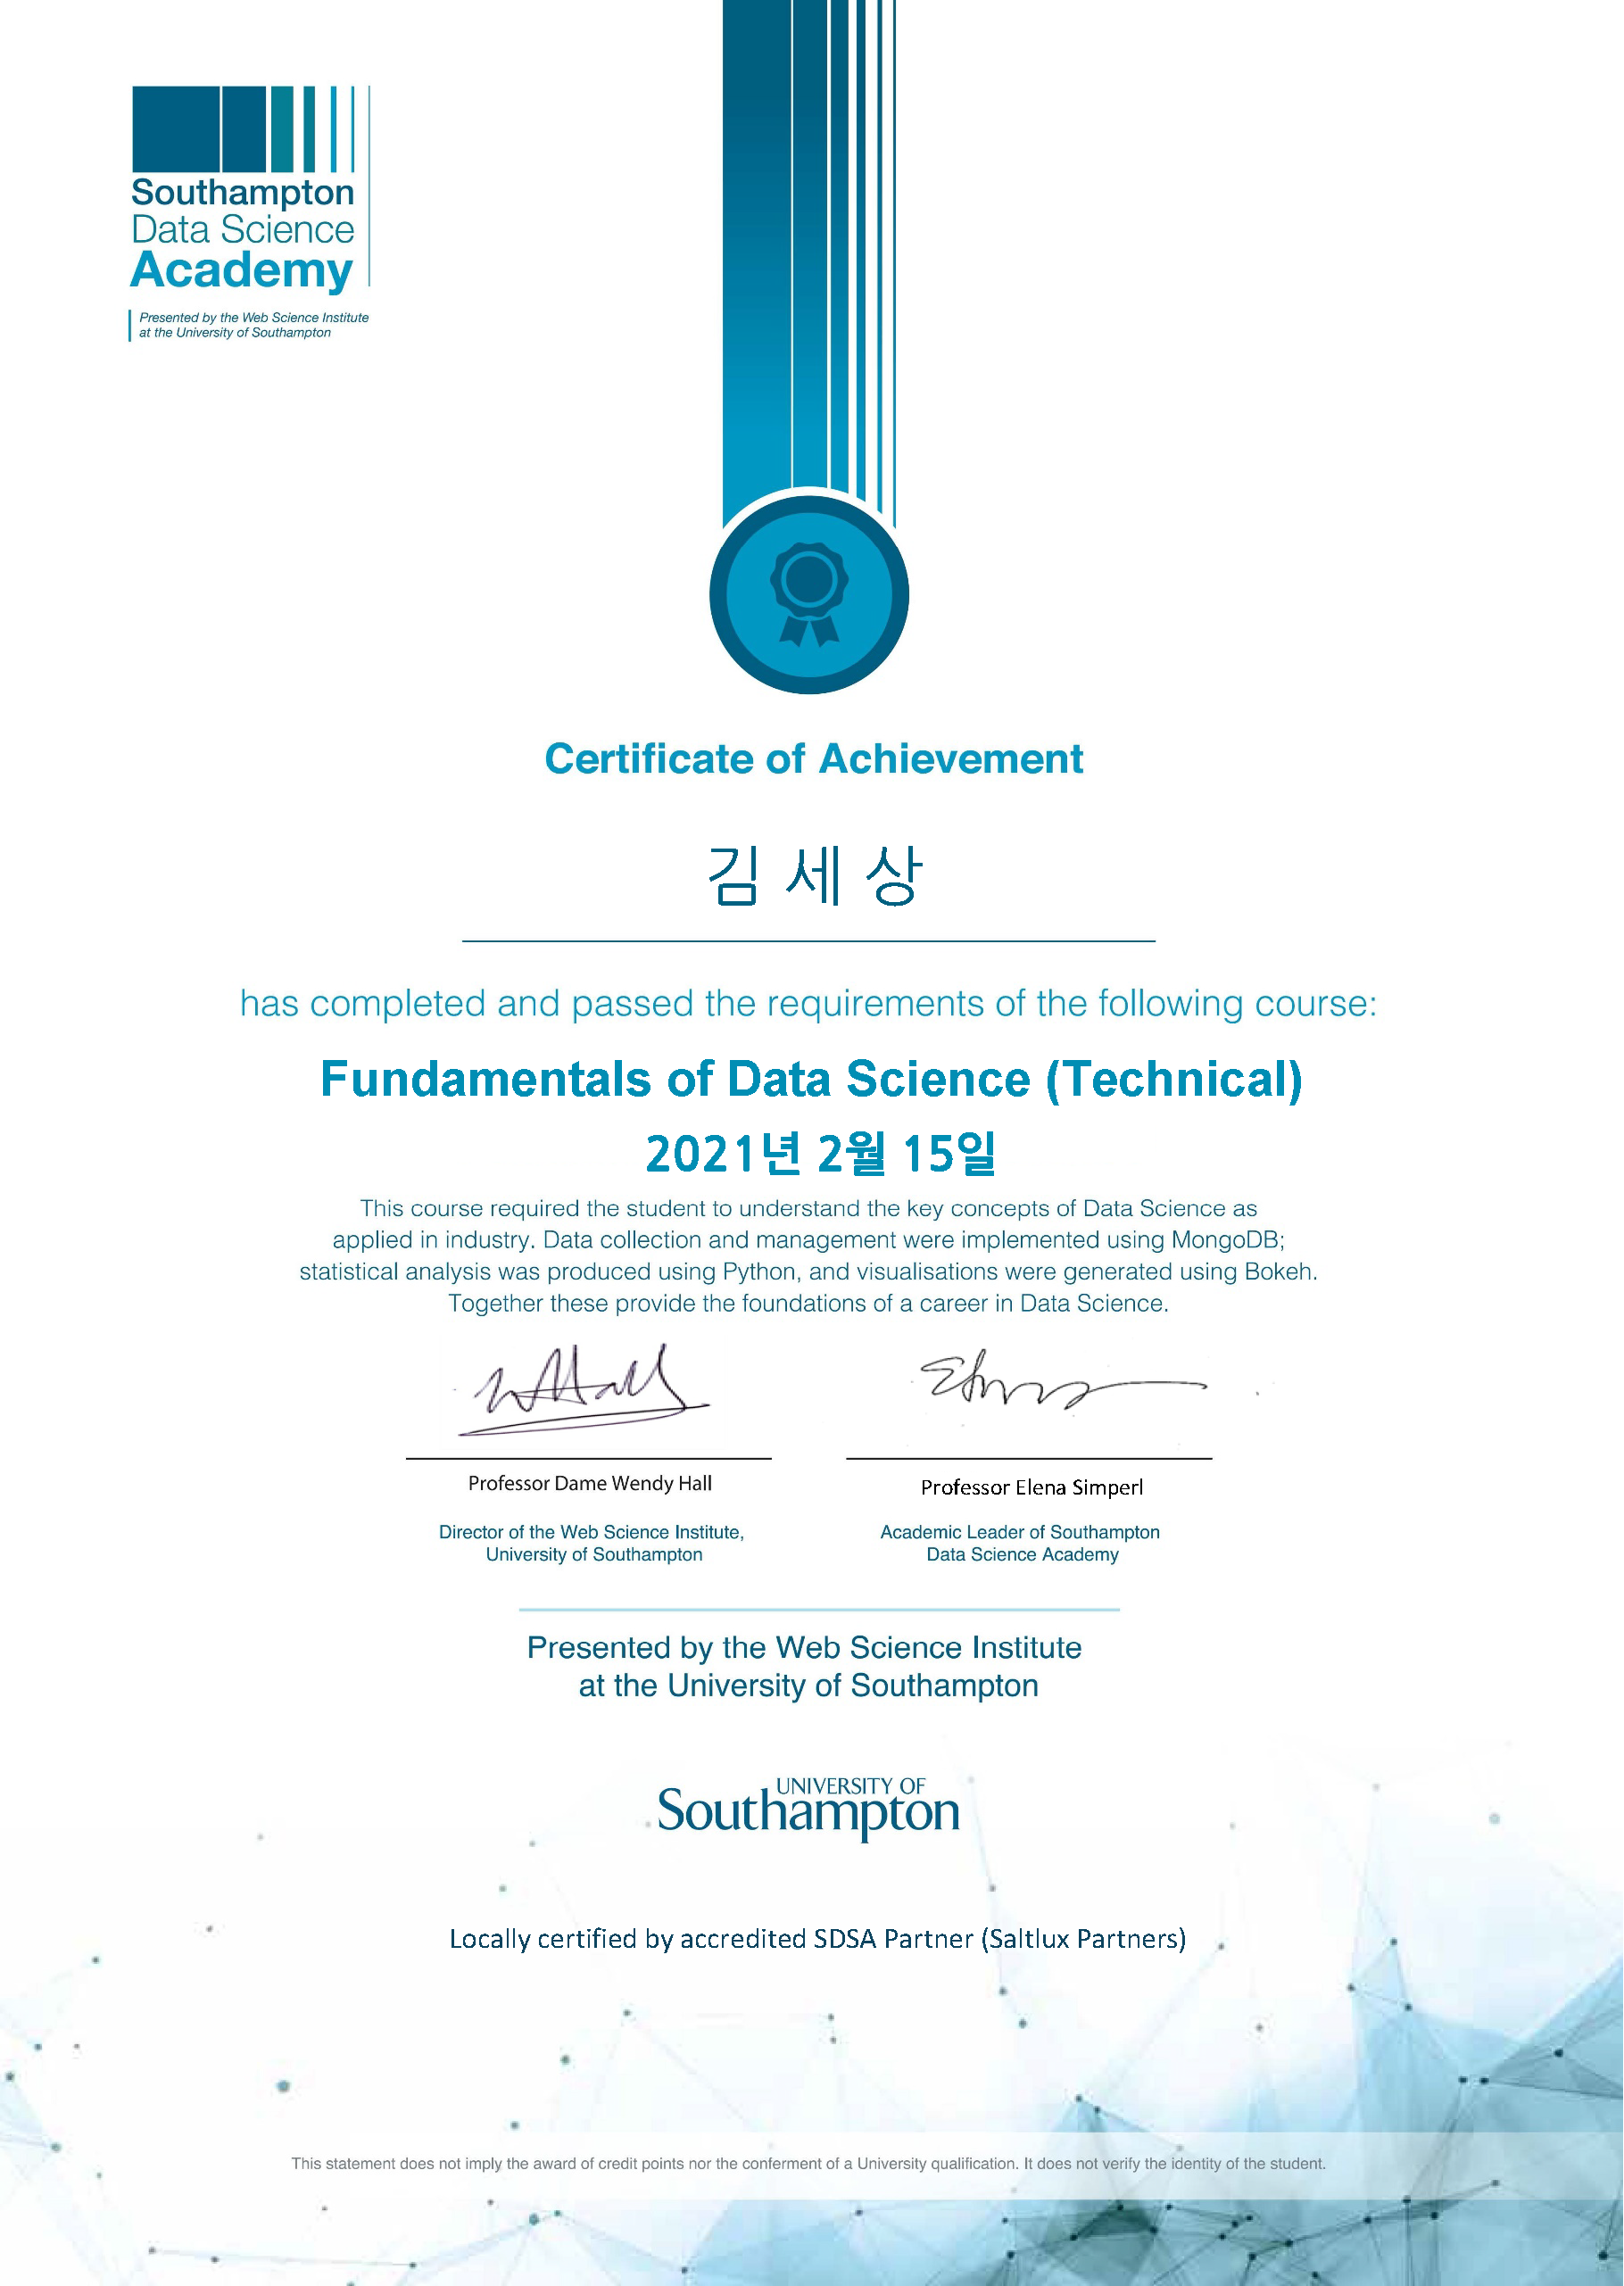 Southampton
Data Science
Academy
Presented by the Web Science Institute
at the University of Southampton
Certificate of Achievement
김 세 상
has completed and passed the requirements of the following course:
Fundamentals of Data Science (Technical)
2021년 2월 15일
This course required the student to understand the key concepts of Data Science as
applied in industry. Data collection and management were implemented using MongoDB;
statistical analysis was produced using Python, and visualisations were generated using Bokeh.
Together these provide the foundations of a career in Data Science.
Professor Dame Wendy Hall
Director of the Web Science Institute,
University of Southampton
Professor Elena Simperl
Academic Leader of Southampton
Data Science Academy
Presented by the Web Science Institute
at the University of Southampton
UNIVERSITY OF
Southampton
Locally certified by accredited SDSA Partner (Saltlux Partners)
This statement does not imply the award of credit points nor the conferment of a University qualification. It does not verify the identity of the student.